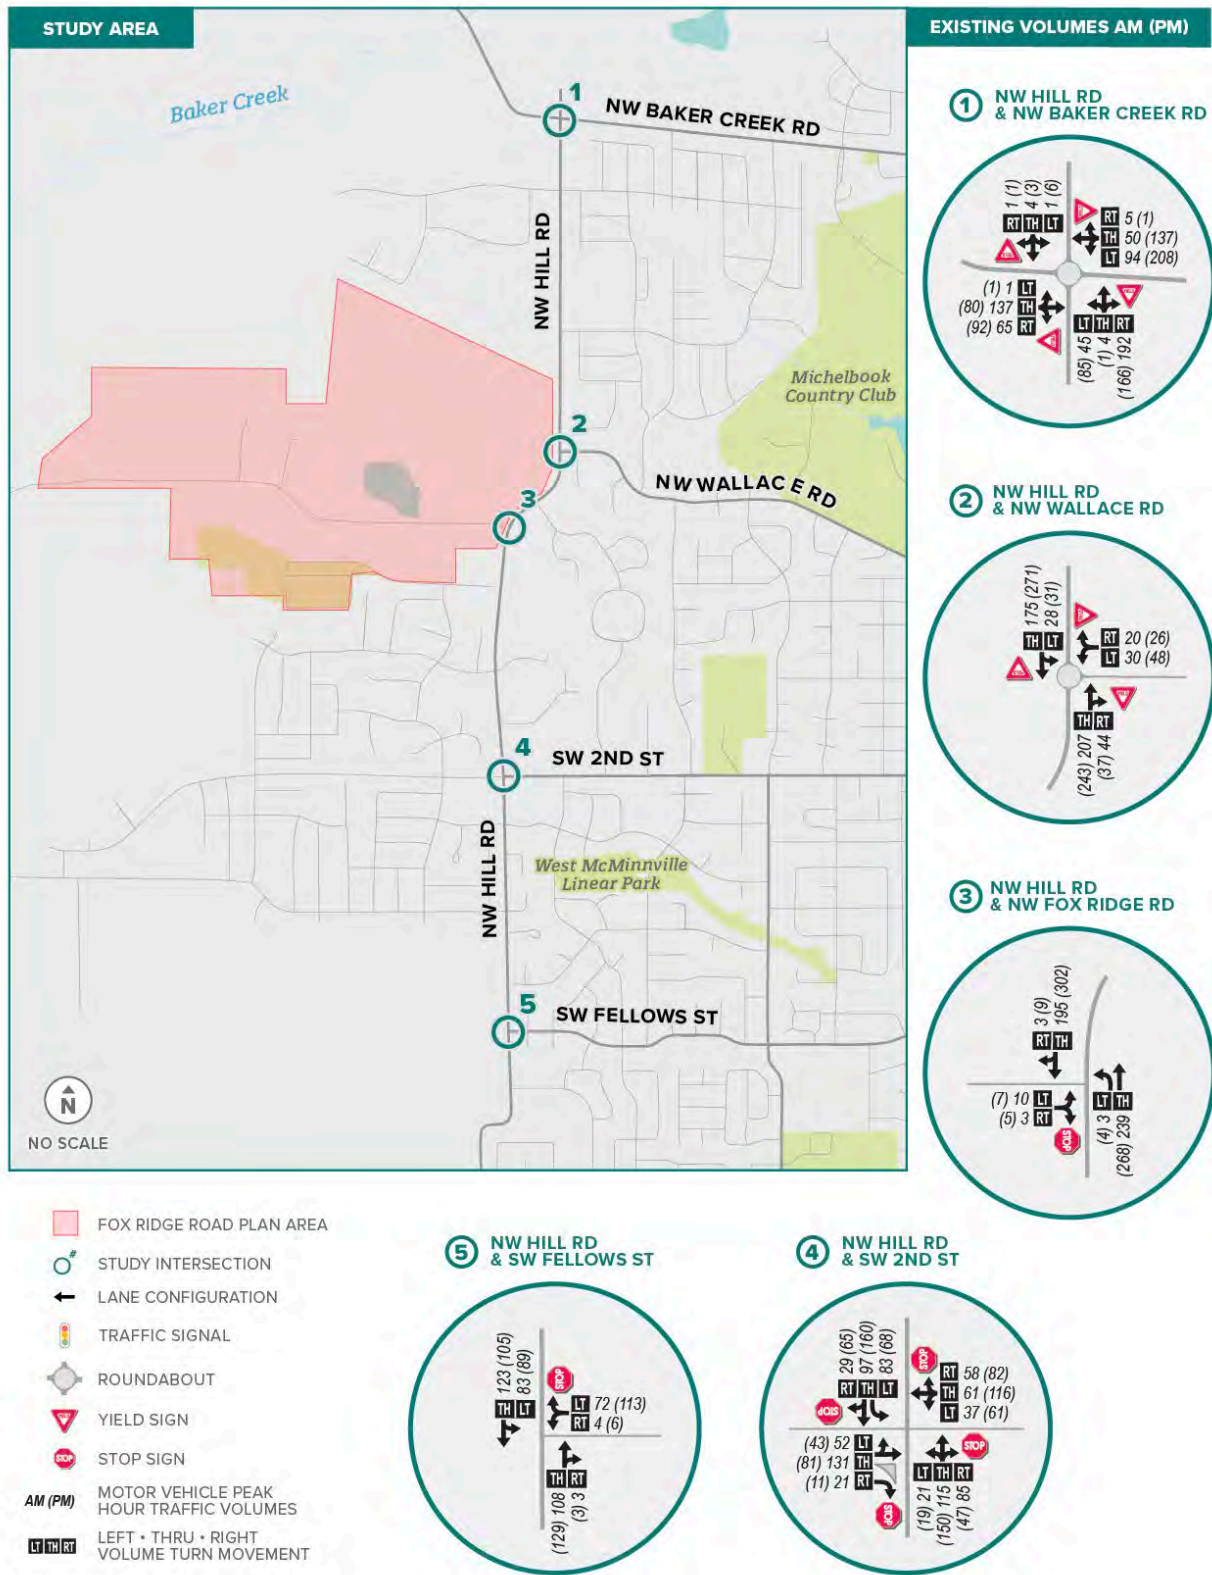 STUDY AREA
EXISTING VOLUMES AM (PM)
Baker Creek
1
NW BAKER CREEK RD
NW HILL RD
Michelbook
Country Club
2
NW WALLACE RD
3
4
SW 2ND ST
NW HILL RD
West McMinnville
Linear Park
5
SW FELLOWS ST
N
NO SCALE
1 NW HILL RD
& NW BAKER CREEK RD
1 (1)
4 (3)
1 (6)
RT TH LT
RT 5 (1)
TH 50 (137)
LT 94 (208)
(1) 1 LT
(80) 137 TH
(92) 65 RT
LT TH RT
(85) 45
(1) 4
(166) 192
2 NW HILL RD
& NW WALLACE RD
175 (271)
28 (31)
TH LT
RT 20 (26)
LT 30 (48)
TH RT
(243) 207
(37) 44
3 NW HILL RD
& NW FOX RIDGE RD
3 (9)
195 (302)
RT TH
(7) 10 LT
(5) 3 RT
STOP
LT TH
(4) 3
(268) 239
FOX RIDGE ROAD PLAN AREA
# STUDY INTERSECTION
LANE CONFIGURATION
TRAFFIC SIGNAL
ROUNDABOUT
YIELD SIGN
STOP STOP SIGN
AM (PM) MOTOR VEHICLE PEAK
HOUR TRAFFIC VOLUMES
LT TH RT LEFT • THRU • RIGHT
VOLUME TURN MOVEMENT
5 NW HILL RD
& SW FELLOWS ST
123 (105)
83 (89)
TH LT
STOP
LT 72 (113)
RT 4 (6)
TH RT
(129) 108
(3) 3
4 NW HILL RD
& SW 2ND ST
29 (65)
97 (160)
83 (68)
RT TH LT
STOP
STOP
RT 58 (82)
TH 61 (116)
LT 37 (61)
(43) 52 LT
(81) 131 TH
(11) 21 RT
STOP
LT TH RT
STOP
(19) 21
(150) 115
(47) 85